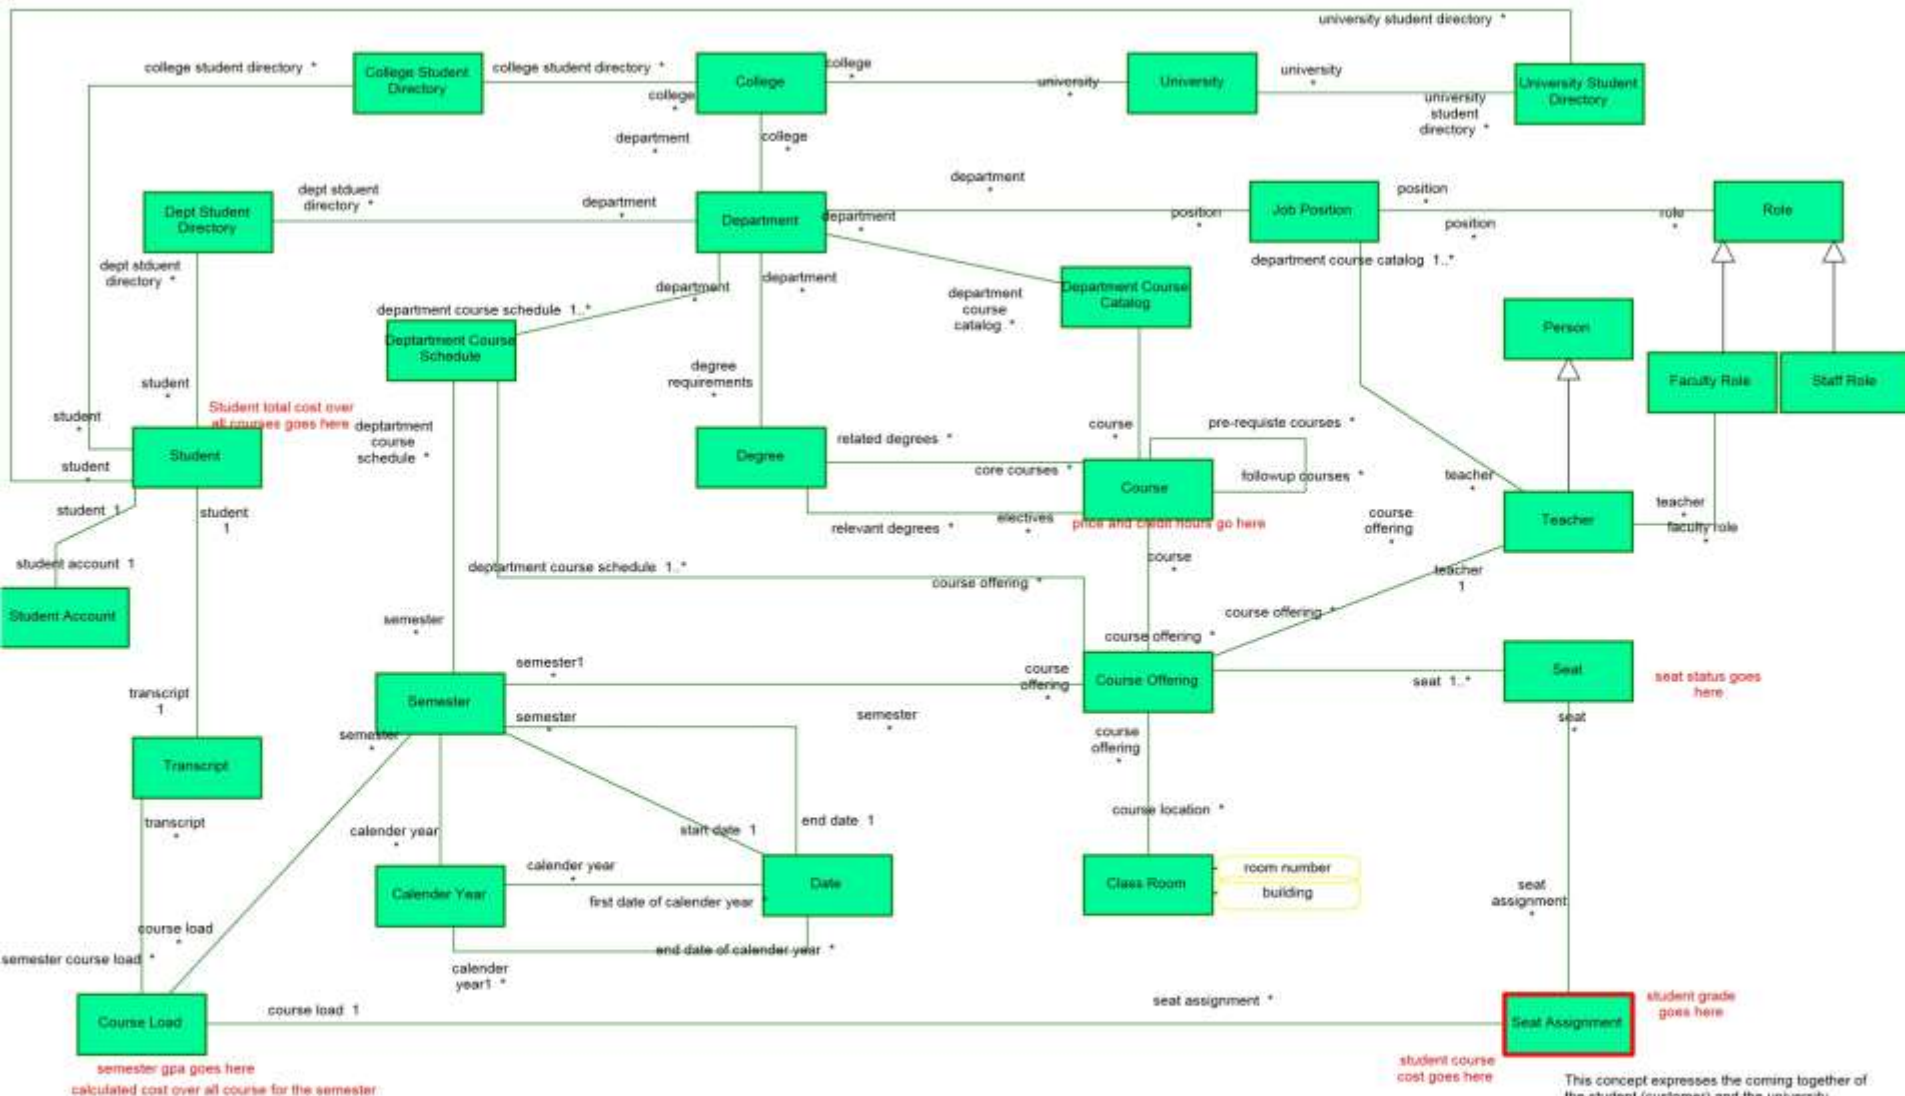 university student directory *
college student directory *
College Student
Directory
college student directory *
College
college
*
university
*
University
university
*
University Student
Directory
university
student
directory *
college
*
department
*
college
*
dept stduent
directory *
department
*
department
*
Dept Student
Directory
Department
department
*
position
*
Job Position
position
*
position
*
role
*
Role
dept stduent
directory *
department
*
department
*
department course catalog 1..*
Department Course
Catalog
department
course
catalog *
department course schedule 1..*
Deptartment Course
Schedule
Person
Faculty Role
Staff Role
student
*
degree
requirements
*
Student total cost over
all courses goes here
student
*
deptartment
course
schedule *
Student
student
*
Degree
related degrees *
core courses *
course
*
pre-requiste courses *
followup courses *
Course
price and credit hours go here
relevant degrees *
electives
*
teacher
*
course
offering
*
Teacher
teacher
*
faculty role
*
student 1
student
1
student account 1
Student Account
deptartment course schedule 1..*
course offering *
course
*
teacher
1
course offering *
course offering *
semester
*
semester1
*
course
offering
*
Course Offering
seat 1..*
Seat
seat status goes
here
transcript
1
Semester
semester
*
semester
*
semester
*
course
offering
*
seat
*
Transcript
transcript
*
calender year
*
start date 1
end date 1
course location *
Calender Year
calender year
*
first date of calender year
Date
Class Room
room number
building
seat
assignment
*
course load
*
semester course load *
end date of calender year *
calender
year1 *
Course Load
course load 1
seat assignment *
Seat Assignment
student grade
goes here
semester gpa goes here
calculated cost over all course for the semester
student course
cost goes here
This concept expresses the coming together of
the student (customer) and the university